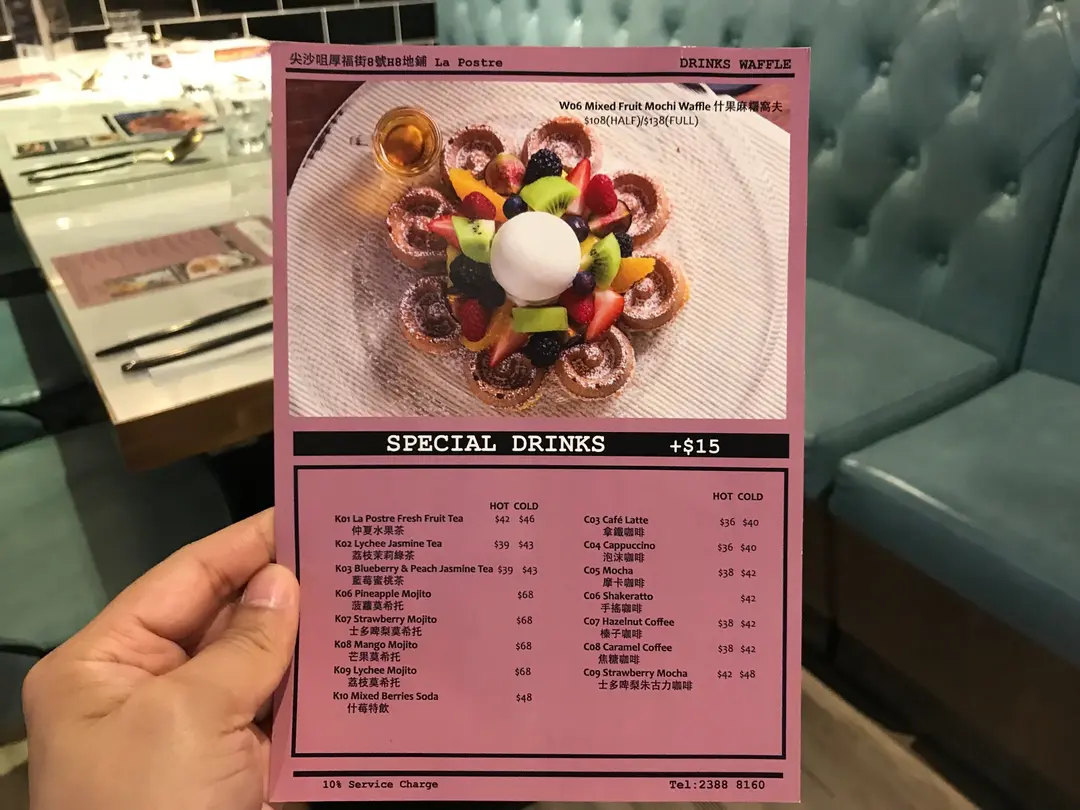 尖沙咀厚福街8號H8地鋪 La Postre
DRINKS WAFFLE
W06 Mixed Fruit Mochi Waffle 什果麻糬窩夫
$108(HALF)/$138(FULL)
SPECIAL DRINKS +$15
HOT COLD
K01 La Postre Fresh Fruit Tea $42 $46
仲夏水果茶
K02 Lychee Jasmine Tea $39 $43
荔枝茉莉綠茶
K03 Blueberry & Peach Jasmine Tea $39 $43
藍莓蜜桃茶
K06 Pineapple Mojito $68
菠蘿莫希托
K07 Strawberry Mojito $68
士多啤梨莫希托
K08 Mango Mojito $68
芒果莫希托
K09 Lychee Mojito $68
荔枝莫希托
K10 Mixed Berries Soda $48
什莓特飲
HOT COLD
C03 Café Latte $36 $40
拿鐵咖啡
C04 Cappuccino $36 $40
泡沫咖啡
C05 Mocha $38 $42
摩卡咖啡
C06 Shakeratto $42
手搖咖啡
C07 Hazelnut Coffee $38 $42
榛子咖啡
C08 Caramel Coffee $38 $42
焦糖咖啡
C09 Strawberry Mocha $42 $48
士多啤梨朱古力咖啡
10% Service Charge
Tel:2388 8160